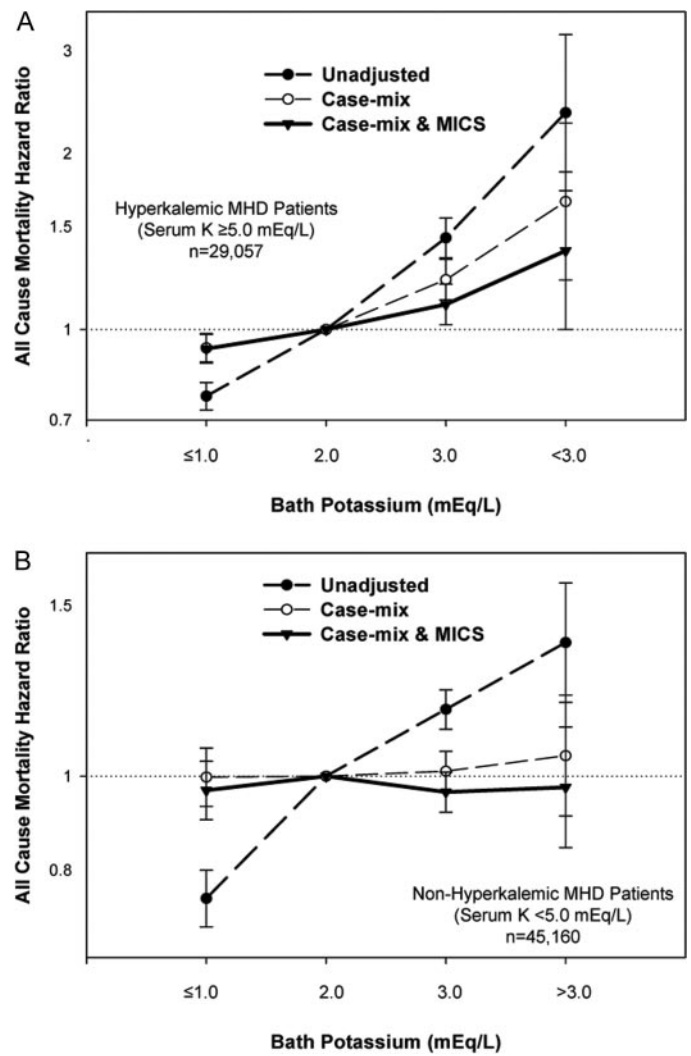 A
All Cause Mortality Hazard Ratio
3
2
1.5
1
0.7
Unadjusted
Case-mix
Case-mix & MICS
Hyperkalemic MHD Patients
(Serum K ≥5.0 mEq/L)
n=29,057
≤1.0 2.0 3.0 <3.0
Bath Potassium (mEq/L)
B
All Cause Mortality Hazard Ratio
1.5
1
0.8
Unadjusted
Case-mix
Case-mix & MICS
Non-Hyperkalemic MHD Patients
(Serum K <5.0 mEq/L)
n=45,160
≤1.0 2.0 3.0 >3.0
Bath Potassium (mEq/L)